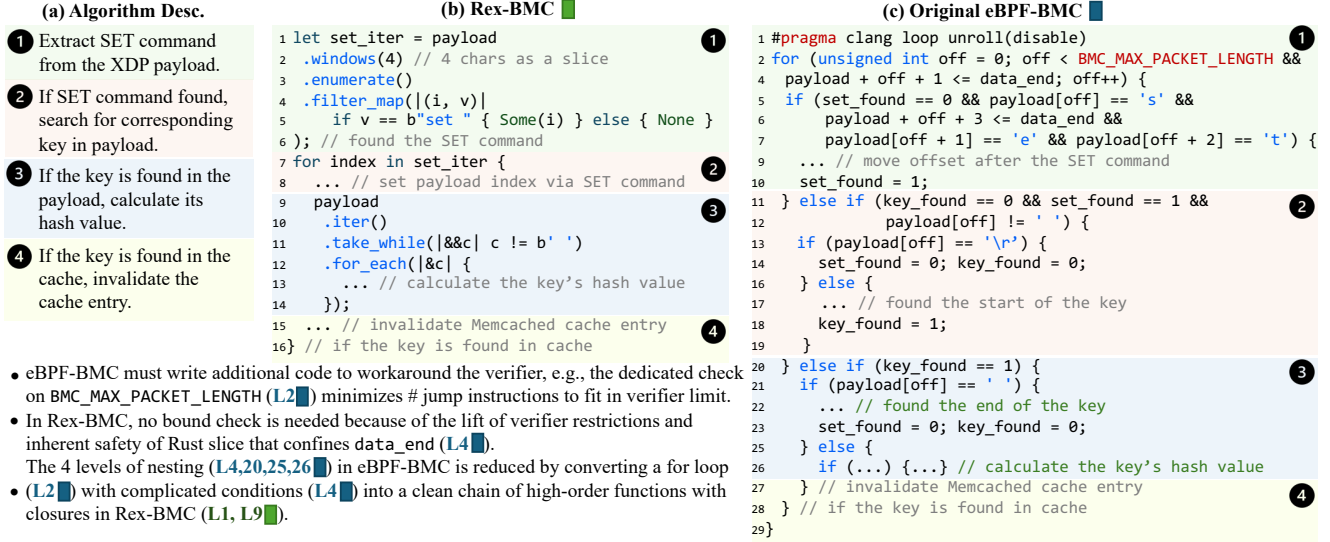 (a) Algorithm Desc.
1 Extract SET command
from the XDP payload.
2 If SET command found,
search for corresponding
key in payload.
3 If the key is found in the
payload, calculate its
hash value.
4 If the key is found in the
cache, invalidate the
cache entry.
(b) Rex-BMC
1 let set_iter = payload
1
2 .windows(4) // 4 chars as a slice
3 .enumerate()
4 .filter_map(|(i, v)|
5 if v == b"set " { Some(i) } else { None }
6 ); // found the SET command
7 for index in set_iter {
2
8 ... // set payload index via SET command
9 payload
3
10 .iter()
11 .take_while(|&&c| c != b' ')
12 .for_each(|&c| {
13 ... // calculate the key's hash value
14 });
15 ... // invalidate Memcached cache entry
4
16} // if the key is found in cache
(c) Original eBPF-BMC
1 #pragma clang loop unroll(disable)
1
2 for (unsigned int off = 0; off < BMC_MAX_PACKET_LENGTH &&
4 payload + off + 1 <= data_end; off++) {
5 if (set_found == 0 && payload[off] == 's' &&
6 payload + off + 3 <= data_end &&
7 payload[off + 1] == 'e' && payload[off + 2] == 't') {
9 ... // move offset after the SET command
10 set_found = 1;
11 } else if (key_found == 0 && set_found == 1 &&
2
12 payload[off] != ' ') {
13 if (payload[off] == '\r’) {
14 set_found = 0; key_found = 0;
16 } else {
17 ... // found the start of the key
18 key_found = 1;
19 }
20 } else if (key_found == 1) {
3
21 if (payload[off] == ' ') {
22 ... // found the end of the key
23 set_found = 0; key_found = 0;
25 } else {
26 if (...) {...} // calculate the key’s hash value
27 } // invalidate Memcached cache entry
4
28 } // if the key is found in cache
29}
• eBPF-BMC must write additional code to workaround the verifier, e.g., the dedicated check
on BMC_MAX_PACKET_LENGTH (L2) minimizes # jump instructions to fit in verifier limit.
• In Rex-BMC, no bound check is needed because of the lift of verifier restrictions and
inherent safety of Rust slice that confines data_end (L4).
The 4 levels of nesting (L4,20,25,26) in eBPF-BMC is reduced by converting a for loop
• (L2) with complicated conditions (L4) into a clean chain of high-order functions with
closures in Rex-BMC (L1, L9).